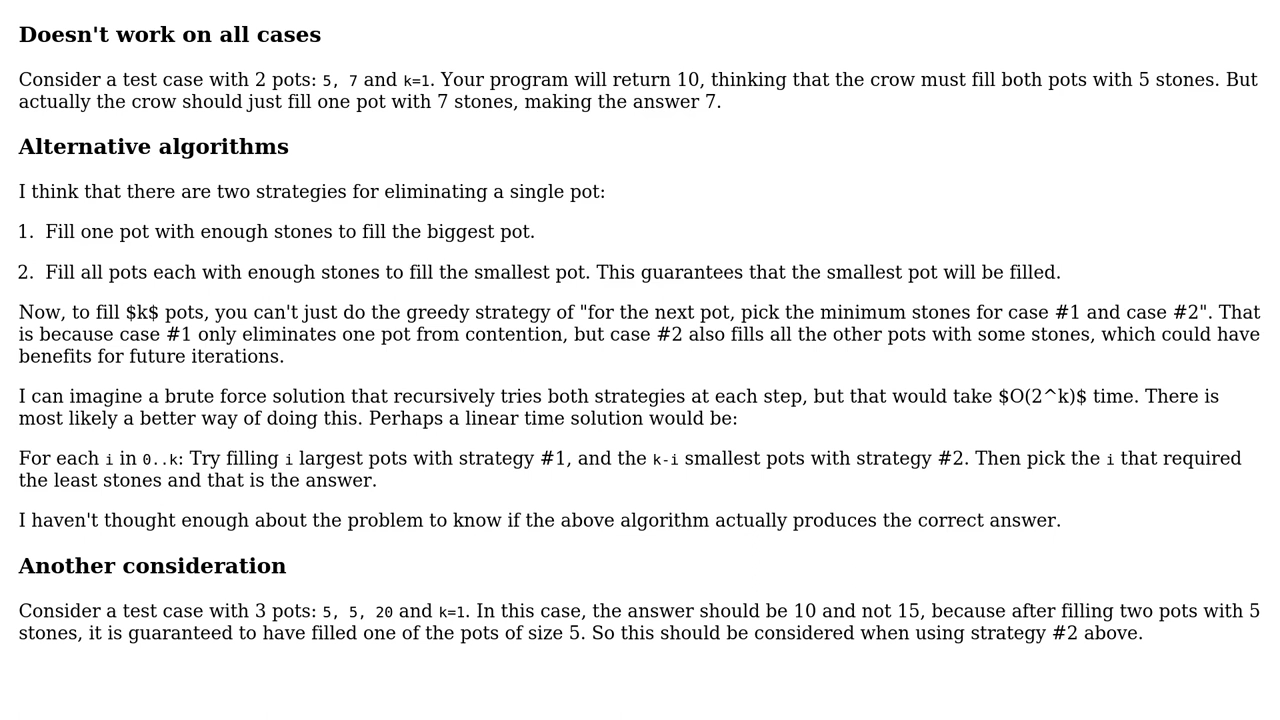 Doesn't work on all cases
Consider a test case with 2 pots: 5, 7 and k=1. Your program will return 10, thinking that the crow must fill both pots with 5 stones. But
actually the crow should just fill one pot with 7 stones, making the answer 7.
Alternative algorithms
I think that there are two strategies for eliminating a single pot:
1. Fill one pot with enough stones to fill the biggest pot.
2. Fill all pots each with enough stones to fill the smallest pot. This guarantees that the smallest pot will be filled.
Now, to fill $k$ pots, you can't just do the greedy strategy of "for the next pot, pick the minimum stones for case #1 and case #2". That
is because case #1 only eliminates one pot from contention, but case #2 also fills all the other pots with some stones, which could have
benefits for future iterations.
I can imagine a brute force solution that recursively tries both strategies at each step, but that would take $O(2^k)$ time. There is
most likely a better way of doing this. Perhaps a linear time solution would be:
For each i in 0..k: Try filling i largest pots with strategy #1, and the k-i smallest pots with strategy #2. Then pick the i that required
the least stones and that is the answer.
I haven't thought enough about the problem to know if the above algorithm actually produces the correct answer.
Another consideration
Consider a test case with 3 pots: 5, 5, 20 and k=1. In this case, the answer should be 10 and not 15, because after filling two pots with 5
stones, it is guaranteed to have filled one of the pots of size 5. So this should be considered when using strategy #2 above.